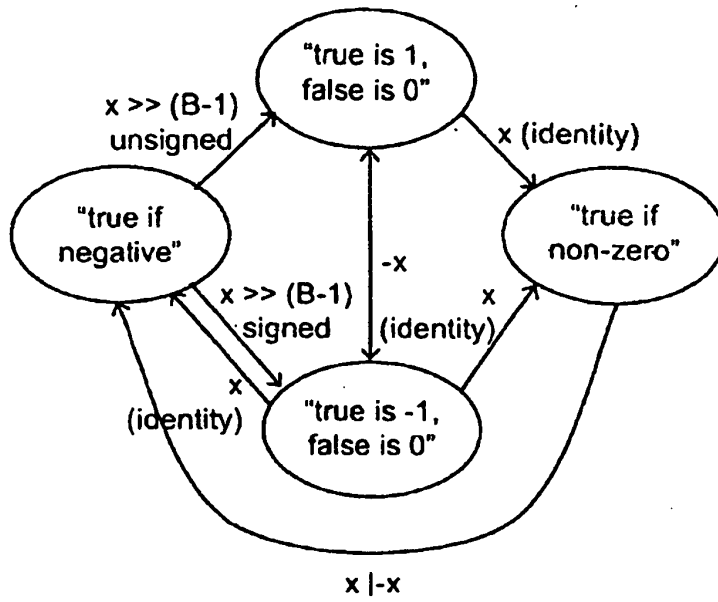 "true is 1,
false is 0"
x >> (B-1)
unsigned
x (identity)
"true if
negative"
"true if
non-zero"
-x
x >> (B-1)
signed
x
(identity)
x
(identity)
"true is -1,
false is 0"
x |-x